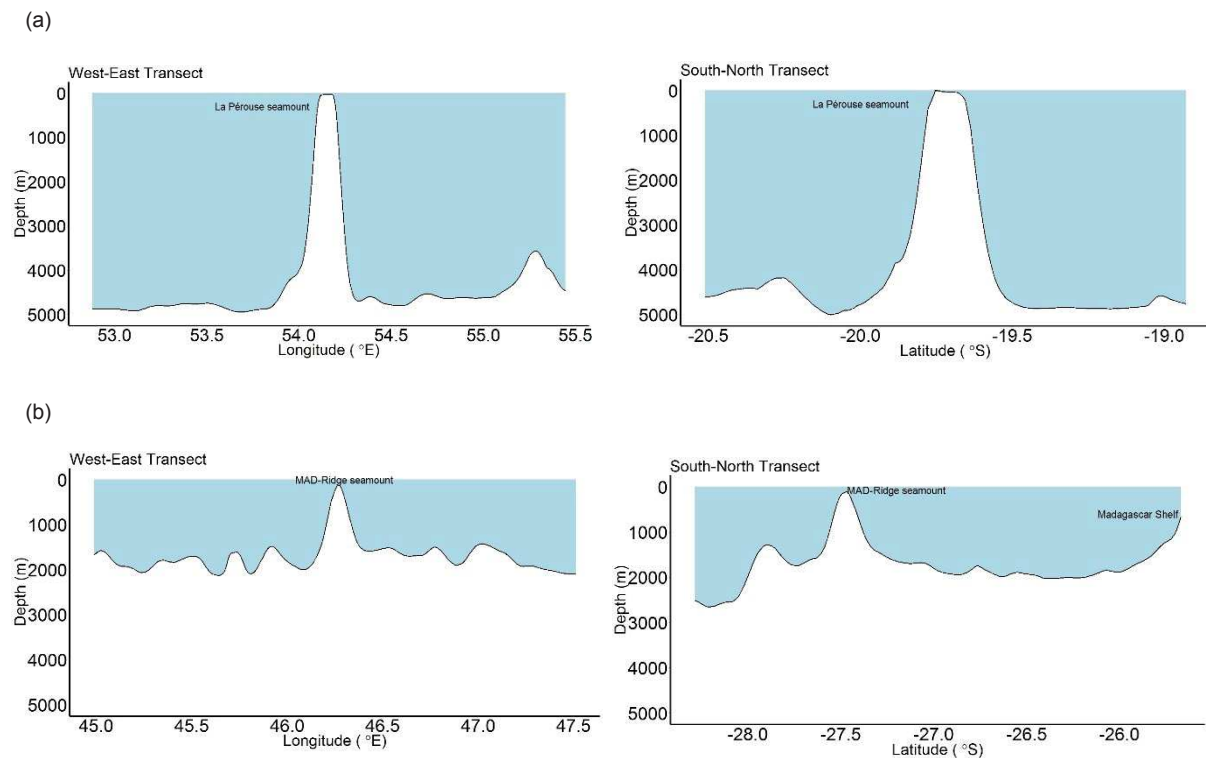 (a)
West-East Transect
La Pérouse seamount
0
1000
2000
3000
4000
5000
Depth (m)
53.0 53.5 54.0 54.5 55.0 55.5
Longitude ( °E)
South-North Transect
La Pérouse seamount
0
1000
2000
3000
4000
5000
Depth (m)
-20.5 -20.0 -19.5 -19.0
Latitude ( °S)
(b)
West-East Transect
MAD-Ridge seamount
0
1000
2000
3000
4000
5000
Depth (m)
45.0 45.5 46.0 46.5 47.0 47.5
Longitude ( °E)
South-North Transect
MAD-Ridge seamount
Madagascar Shelf
0
1000
2000
3000
4000
5000
Depth (m)
-28.0 -27.5 -27.0 -26.5 -26.0
Latitude ( °S)